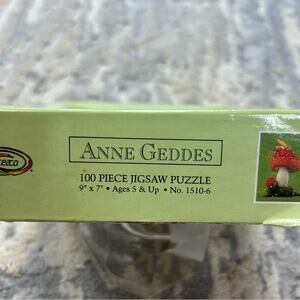 ANNE GEDDES
100 PIECE JIGSAW PUZZLE
9" x 7" • Ages 5 & Up • No. 1510-6